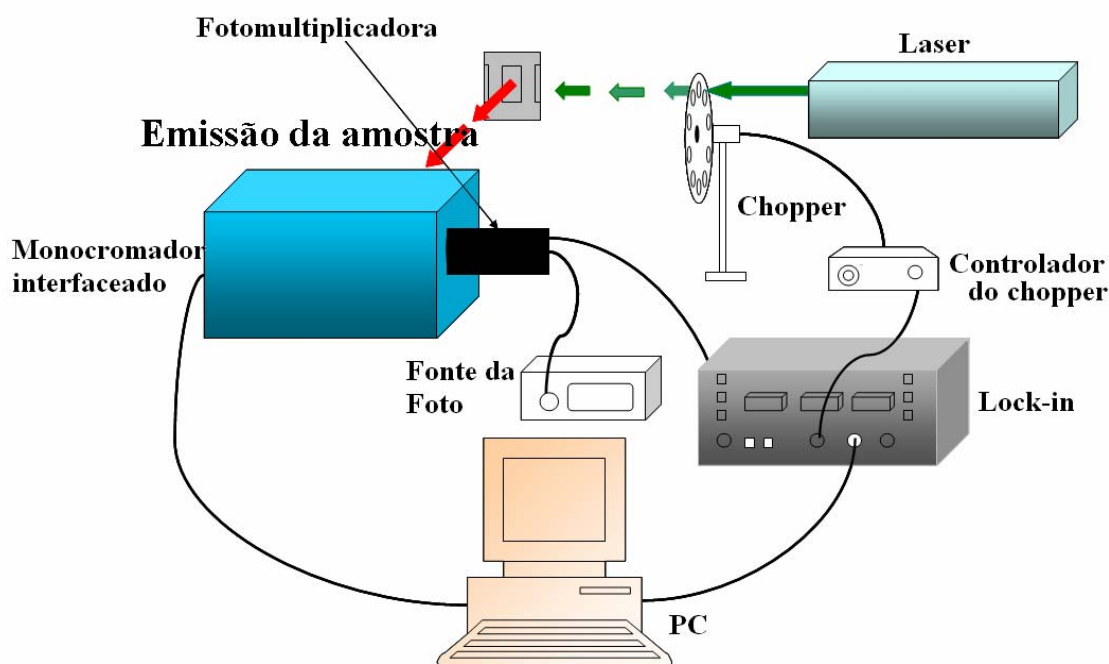 Fotomultiplicadora
Laser
Emissão da amostra
Chopper
Monocromador
interfaceado
Controlador
do chopper
Fonte da
Foto
Lock-in
PC